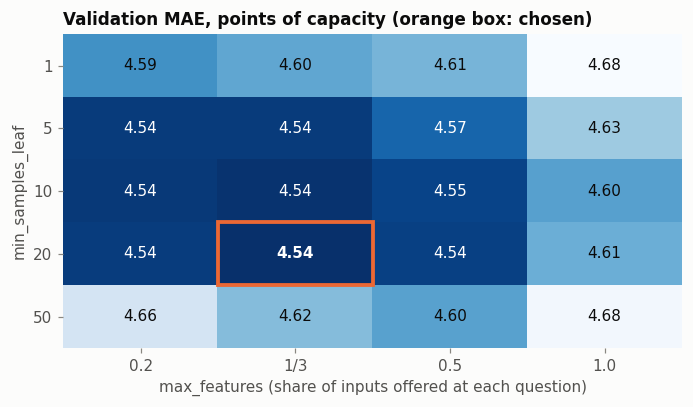 Validation MAE, points of capacity (orange box: chosen)
min_samples_leaf
1 4.59 4.60 4.61 4.68
5 4.54 4.54 4.57 4.63
10 4.54 4.54 4.55 4.60
20 4.54 4.54 4.54 4.61
50 4.66 4.62 4.60 4.68
0.2 1/3 0.5 1.0
max_features (share of inputs offered at each question)